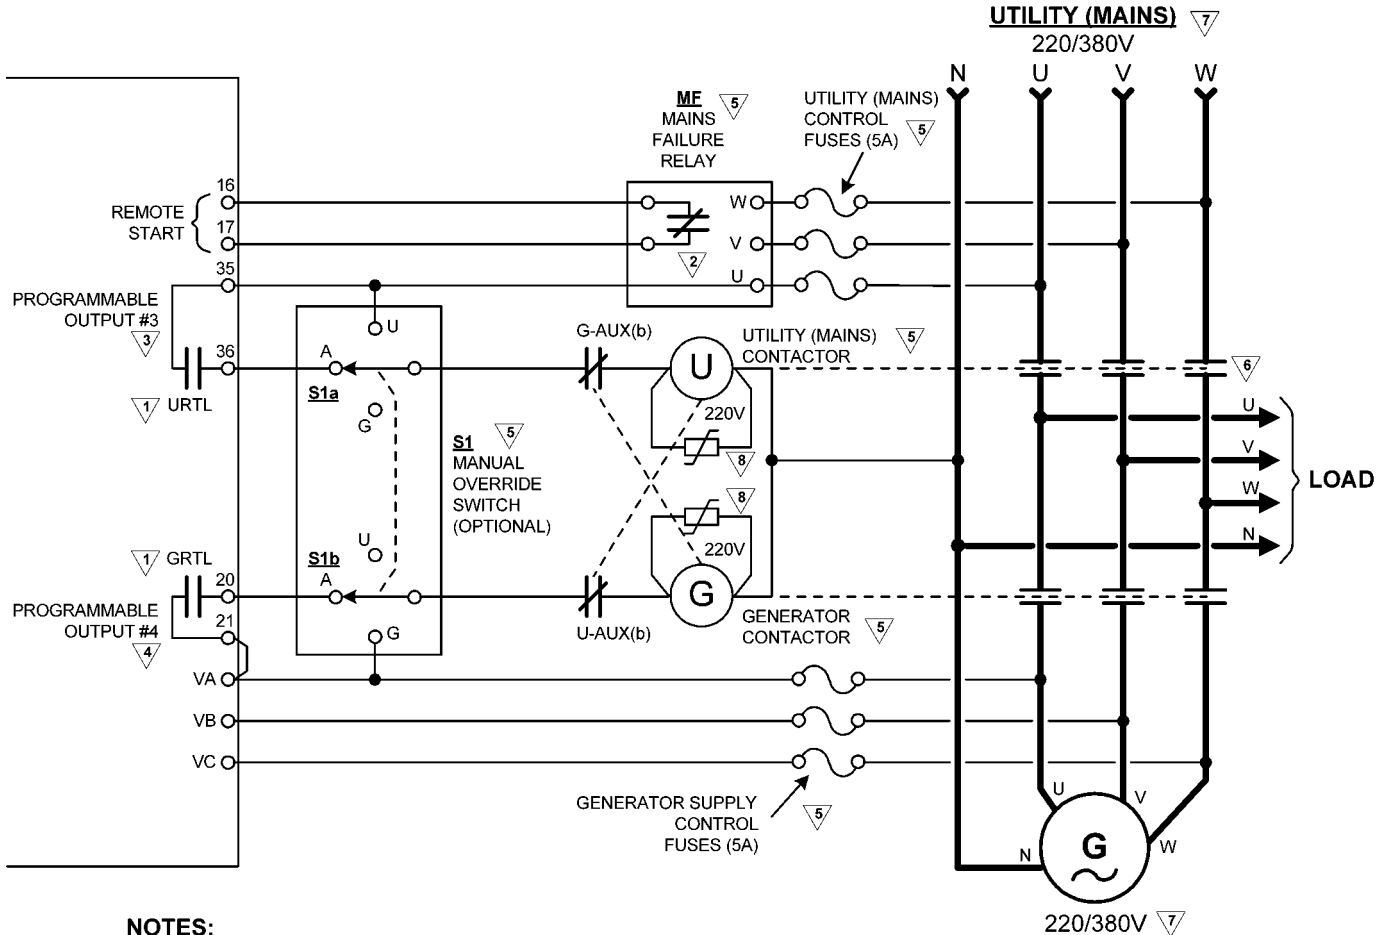 UTILITY (MAINS) 7
220/380V
N U V W
MF 5
MAINS
FAILURE
RELAY
UTILITY (MAINS)
CONTROL
FUSES (5A) 5
16
REMOTE
START
17
W
V
2
U
35
PROGRAMMABLE
OUTPUT #3
3
36
1 URTL
U
A
S1a
G
G-AUX(b)
U
220V
8
UTILITY (MAINS)
CONTACTOR
5
6
S1 5
MANUAL
OVERRIDE
SWITCH
(OPTIONAL)
U
V
W
N
LOAD
8
220V
G
U
S1b
A
G
1 GRTL
20
PROGRAMMABLE
OUTPUT #4
4
21
U-AUX(b)
GENERATOR
CONTACTOR
5
VA
VB
VC
GENERATOR SUPPLY
CONTROL
FUSES (5A)
5
U
V
W
N
G
220/380V 7
NOTES: